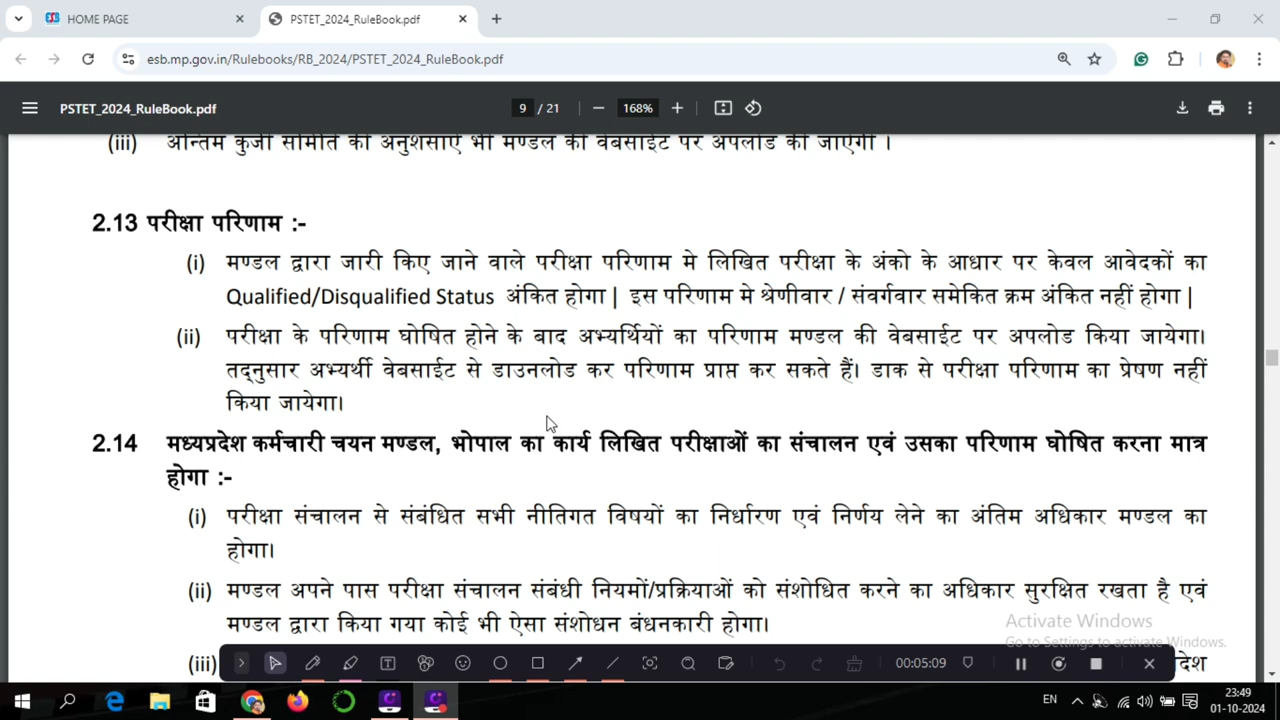 HOME PAGE
PSTET_2024_RuleBook.pdf
esb.mp.gov.in/Rulebooks/RB_2024/PSTET_2024_RuleBook.pdf
PSTET_2024_RuleBook.pdf
9 / 21
168%
(iii) अन्तिम कुंजी समिति की अनुशंसाएं भी मण्डल की वेबसाईट पर अपलोड की जाएगी ।
2.13 परीक्षा परिणाम :-
(i) मण्डल द्वारा जारी किए जाने वाले परीक्षा परिणाम मे लिखित परीक्षा के अंको के आधार पर केवल आवेदकों का
Qualified/Disqualified Status अंकित होगा | इस परिणाम मे श्रेणीवार / संवर्गवार समेकित क्रम अंकित नहीं होगा |
(ii) परीक्षा के परिणाम घोषित होने के बाद अभ्यर्थियों का परिणाम मण्डल की वेबसाईट पर अपलोड किया जायेगा।
तद्नुसार अभ्यर्थी वेबसाईट से डाउनलोड कर परिणाम प्राप्त कर सकते हैं। डाक से परीक्षा परिणाम का प्रेषण नहीं
किया जायेगा।
2.14 मध्यप्रदेश कर्मचारी चयन मण्डल, भोपाल का कार्य लिखित परीक्षाओं का संचालन एवं उसका परिणाम घोषित करना मात्र
होगा :-
(i) परीक्षा संचालन से संबंधित सभी नीतिगत विषयों का निर्धारण एवं निर्णय लेने का अंतिम अधिकार मण्डल का
होगा।
(ii) मण्डल अपने पास परीक्षा संचालन संबंधी नियमों/प्रक्रियाओं को संशोधित करने का अधिकार सुरक्षित रखता है एवं
मण्डल द्वारा किया गया कोई भी ऐसा संशोधन बंधनकारी होगा।
Activate Windows
Go to Settings to activate Windows.
(iii)
00:05:09
EN
23:49
01-10-2024